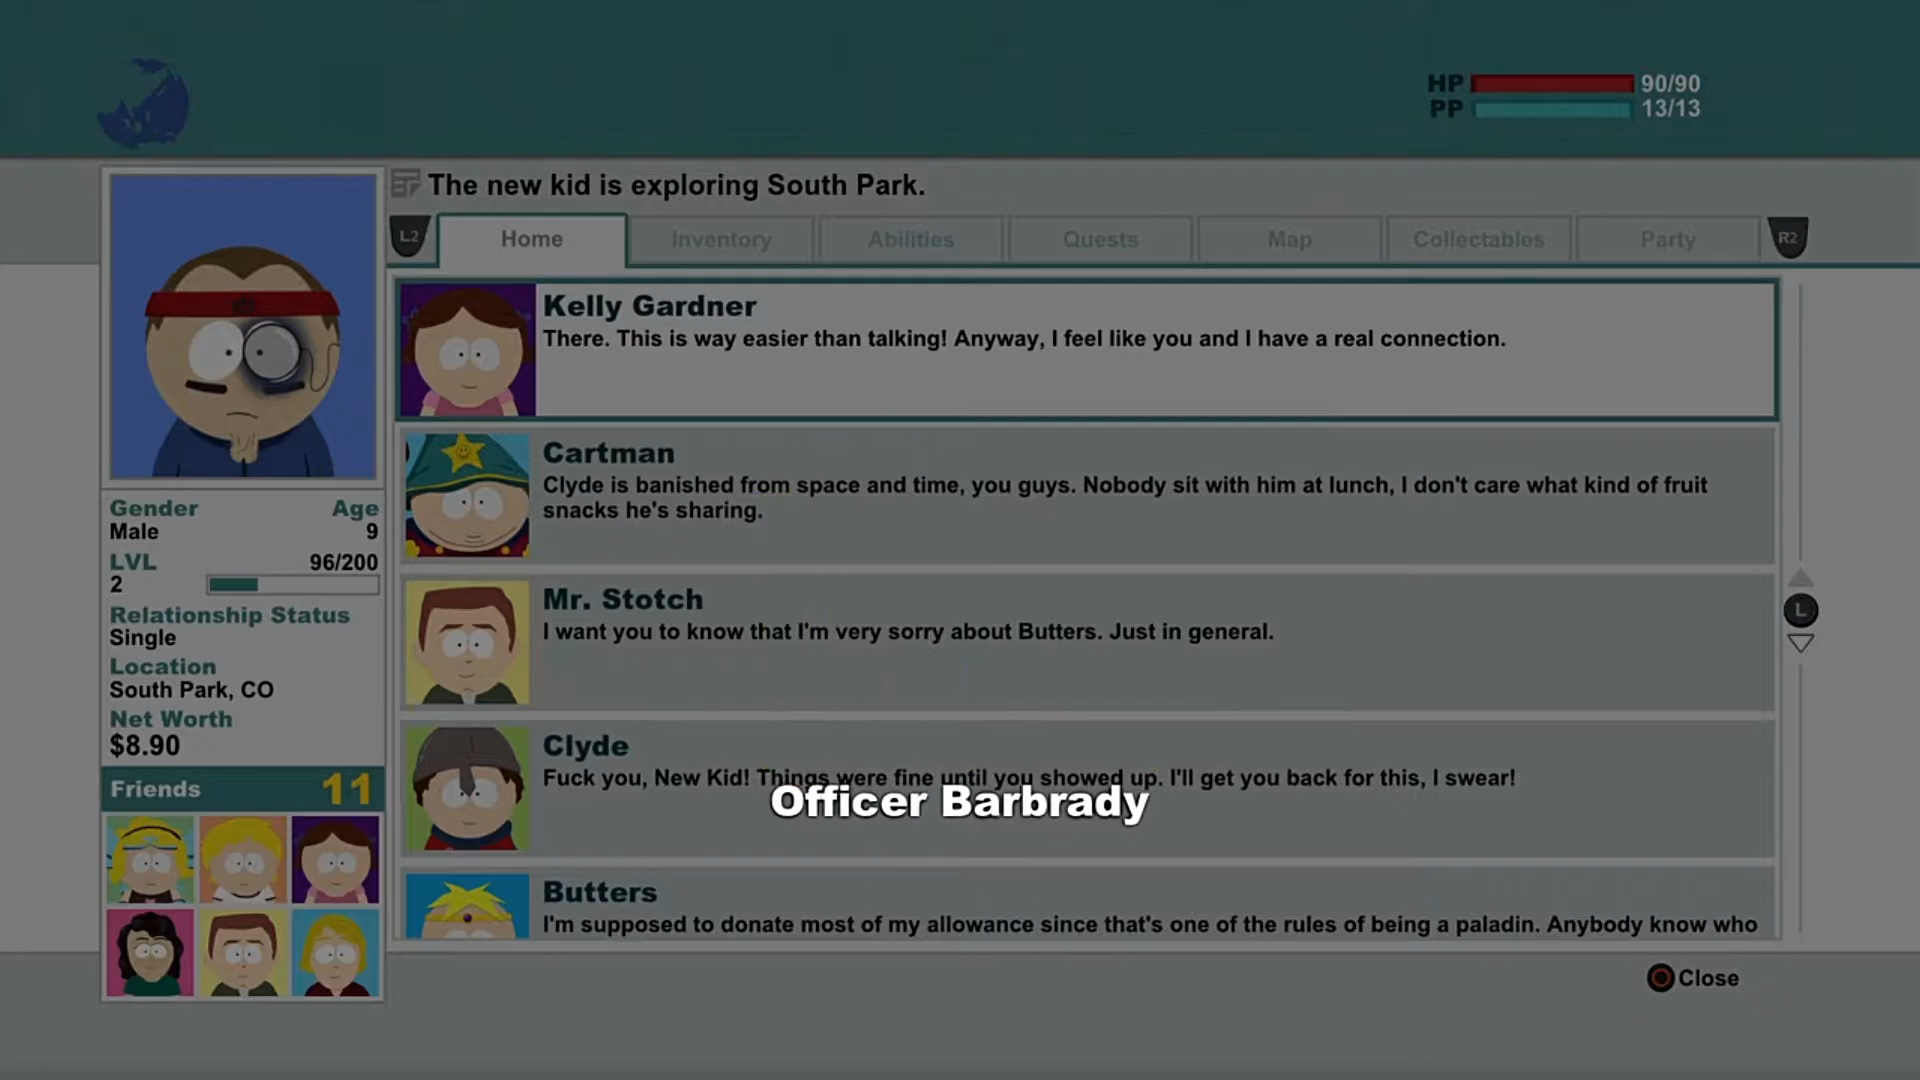 HP 90/90
PP 13/13
The new kid is exploring South Park.
L2 Home Inventory Abilities Quests Map Collectables Party R2
Kelly Gardner
There. This is way easier than talking! Anyway, I feel like you and I have a real connection.
Cartman
Clyde is banished from space and time, you guys. Nobody sit with him at lunch, I don't care what kind of fruit
snacks he's sharing.
Gender Age
Male 9
LVL 96/200
2
Relationship Status
Single
Location
South Park, CO
Net Worth
$8.90
Friends 11
Mr. Stotch
I want you to know that I'm very sorry about Butters. Just in general.
L
Clyde
Fuck you, New Kid! Things were fine until you showed up. I'll get you back for this, I swear!
Officer Barbrady
Butters
I'm supposed to donate most of my allowance since that's one of the rules of being a paladin. Anybody know who
Close